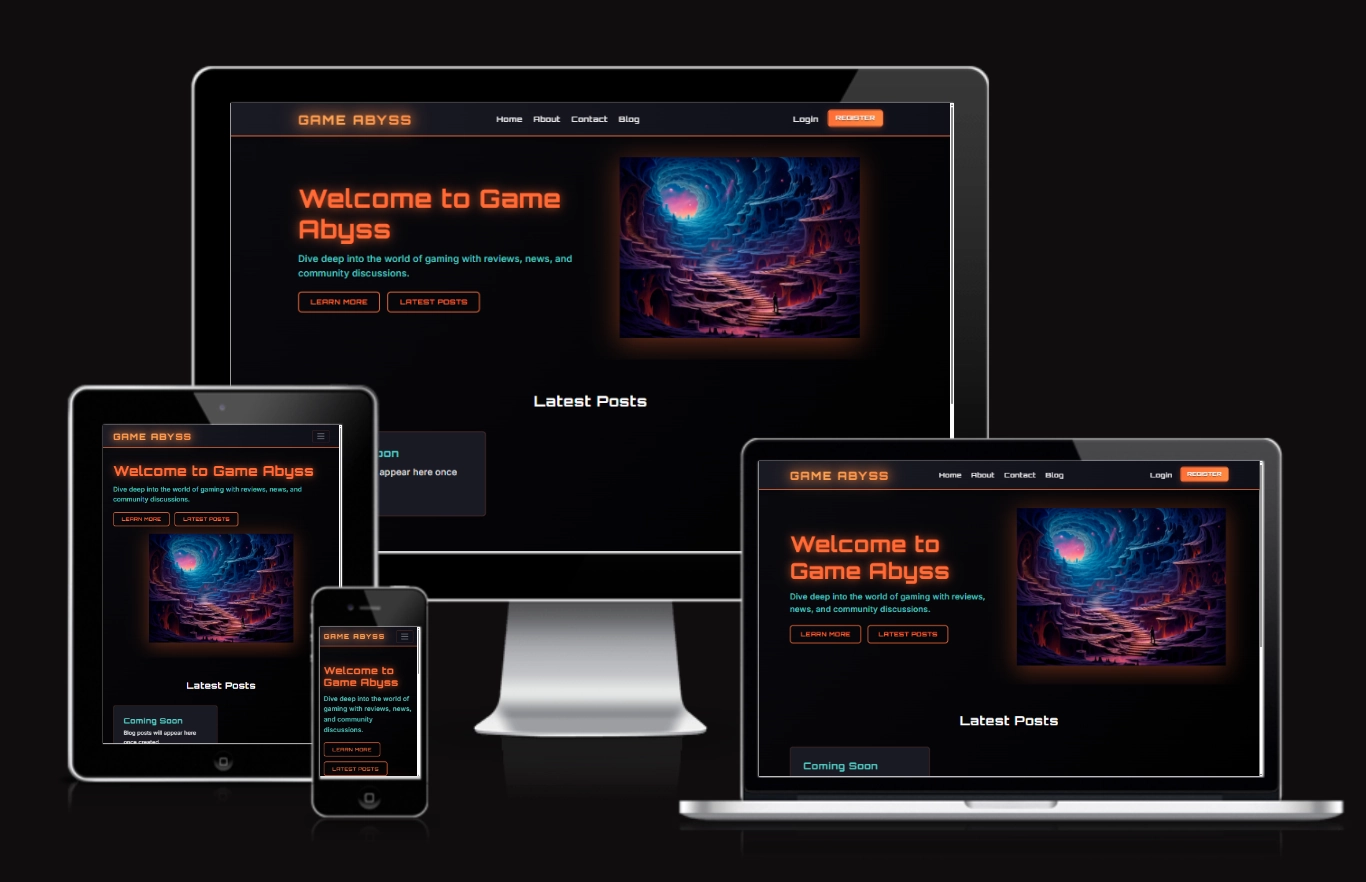 GAME ABYSS
Home About Contact Blog
Login REGISTER
Welcome to Game
Abyss
Dive deep into the world of gaming with reviews, news, and
community discussions.
LEARN MORE LATEST POSTS
Latest Posts
oon
appear here once
GAME ABYSS
Welcome to Game Abyss
Dive deep into the world of gaming with reviews, news, and
community discussions.
LEARN MORE LATEST POSTS
Latest Posts
Coming Soon
Blog posts will appear here
once created
GAME ABYSS
Welcome to
Game Abyss
Dive deep into the world of
gaming with reviews, news,
and community
discussions.
LEARN MORE
LATEST POSTS
GAME ABYSS
Home About Contact Blog
Login REGISTER
Welcome to
Game Abyss
Dive deep into the world of gaming with reviews,
news, and community discussions.
LEARN MORE LATEST POSTS
Latest Posts
Coming Soon